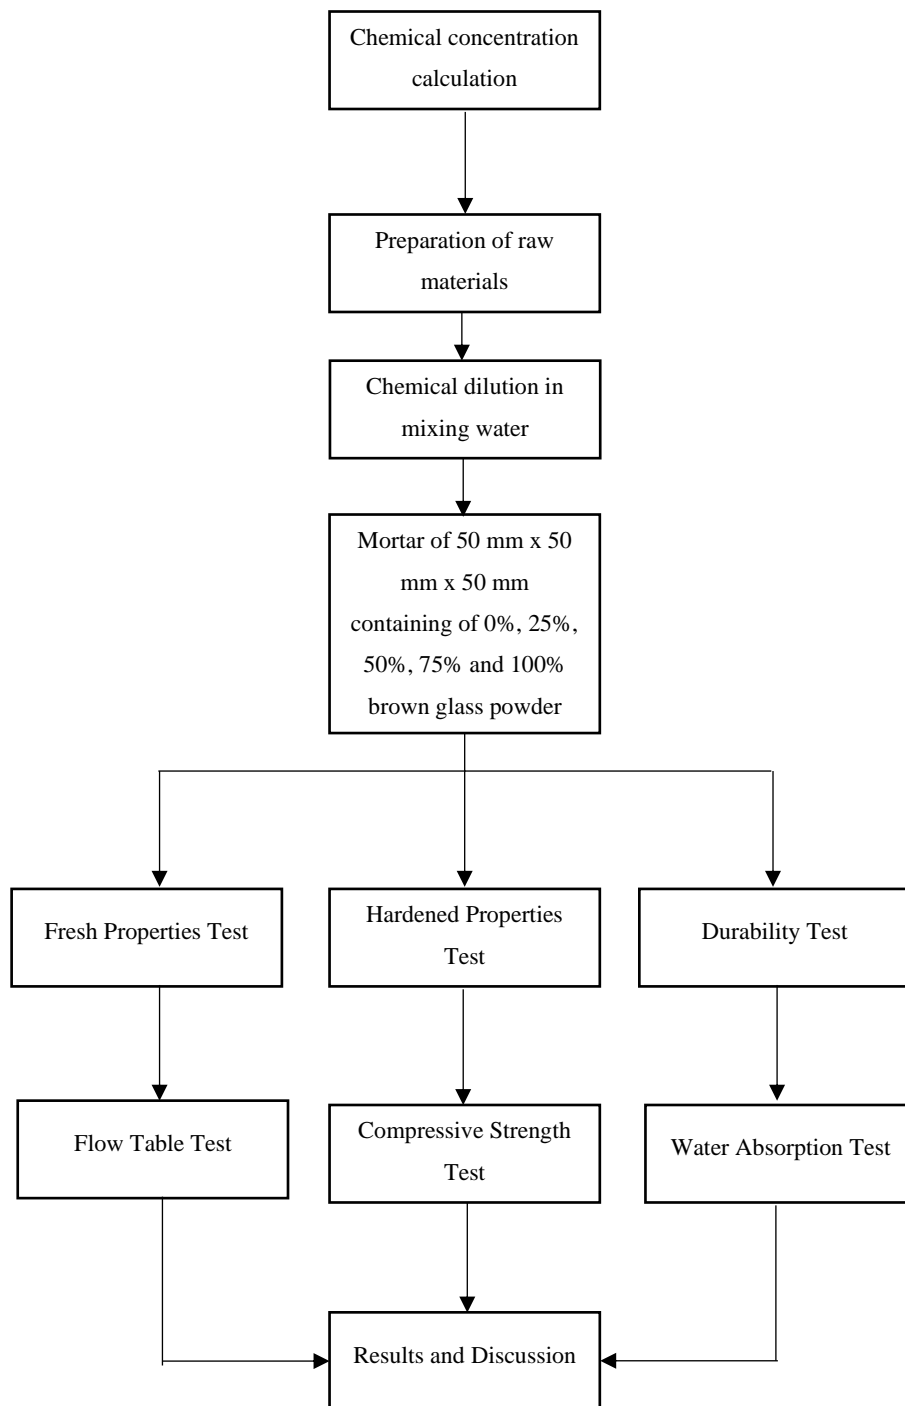 Chemical concentration
calculation
Preparation of raw
materials
Chemical dilution in
mixing water
Mortar of 50 mm x 50
mm x 50 mm
containing of 0%, 25%,
50%, 75% and 100%
brown glass powder
Fresh Properties Test
Hardened Properties
Test
Durability Test
Flow Table Test
Compressive Strength
Test
Water Absorption Test
Results and Discussion